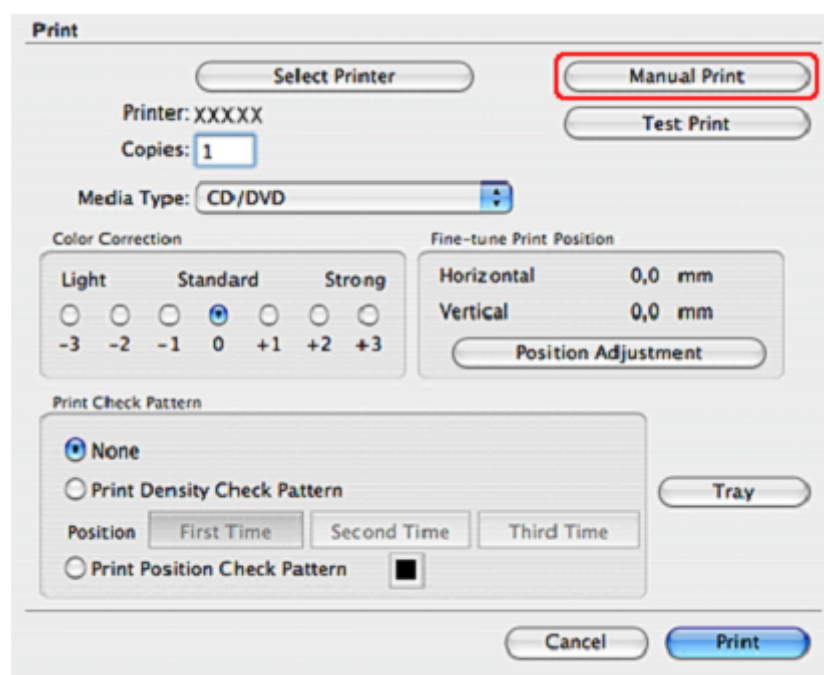 Print
Select Printer
Manual Print
Printer: XXXXX
Test Print
Copies: 1
Media Type: CD/DVD
Color Correction
Fine-tune Print Position
Light Standard Strong
-3 -2 -1 0 +1 +2 +3
Horizontal 0,0 mm
Vertical 0,0 mm
Position Adjustment
Print Check Pattern
None
Print Density Check Pattern
Tray
Position First Time Second Time Third Time
Print Position Check Pattern
Cancel Print